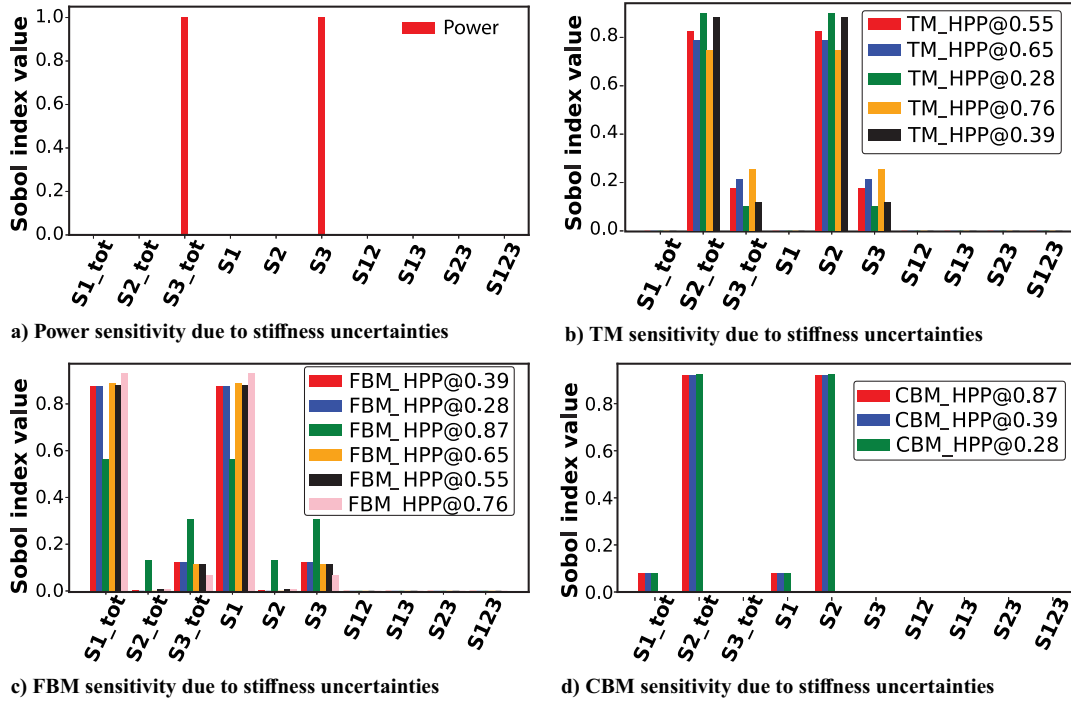 Sobol index value
1.0
0.8
0.6
0.4
0.2
0.0
Power
S1_tot
S2_tot
S3_tot
S1
S2
S3
S12
S13
S23
S123
a) Power sensitivity due to stiffness uncertainties
Sobol index value
0.8
0.6
0.4
0.2
0.0
TM_HPP@0.55
TM_HPP@0.65
TM_HPP@0.28
TM_HPP@0.76
TM_HPP@0.39
S1_tot
S2_tot
S3_tot
S1
S2
S3
S12
S13
S23
S123
b) TM sensitivity due to stiffness uncertainties
Sobol index value
0.8
0.6
0.4
0.2
0.0
FBM_HPP@0.39
FBM_HPP@0.28
FBM_HPP@0.87
FBM_HPP@0.65
FBM_HPP@0.55
FBM_HPP@0.76
S1_tot
S2_tot
S3_tot
S1
S2
S3
S12
S13
S23
S123
c) FBM sensitivity due to stiffness uncertainties
Sobol index value
0.8
0.6
0.4
0.2
0.0
CBM_HPP@0.87
CBM_HPP@0.39
CBM_HPP@0.28
S1_tot
S2_tot
S3_tot
S1
S2
S3
S12
S13
S23
S123
d) CBM sensitivity due to stiffness uncertainties